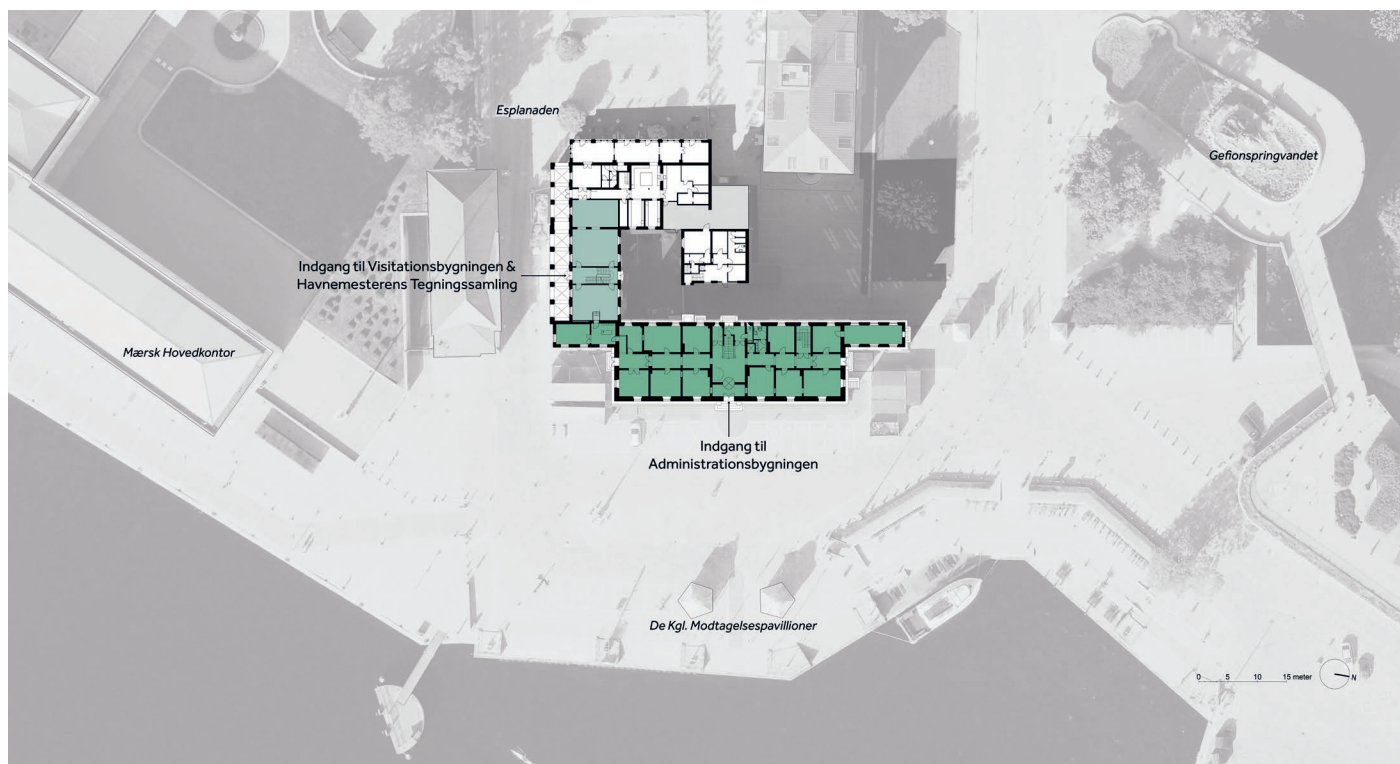 Esplanaden
Gefionspringvandet
Indgang til Visitationsbygningen &
Havnemesterens Tegningssamling
Mærsk Hovedkontor
Indgang til
Administrationsbygningen
De Kgl. Modtagelsespavillioner
0 5 10 15 meter
N